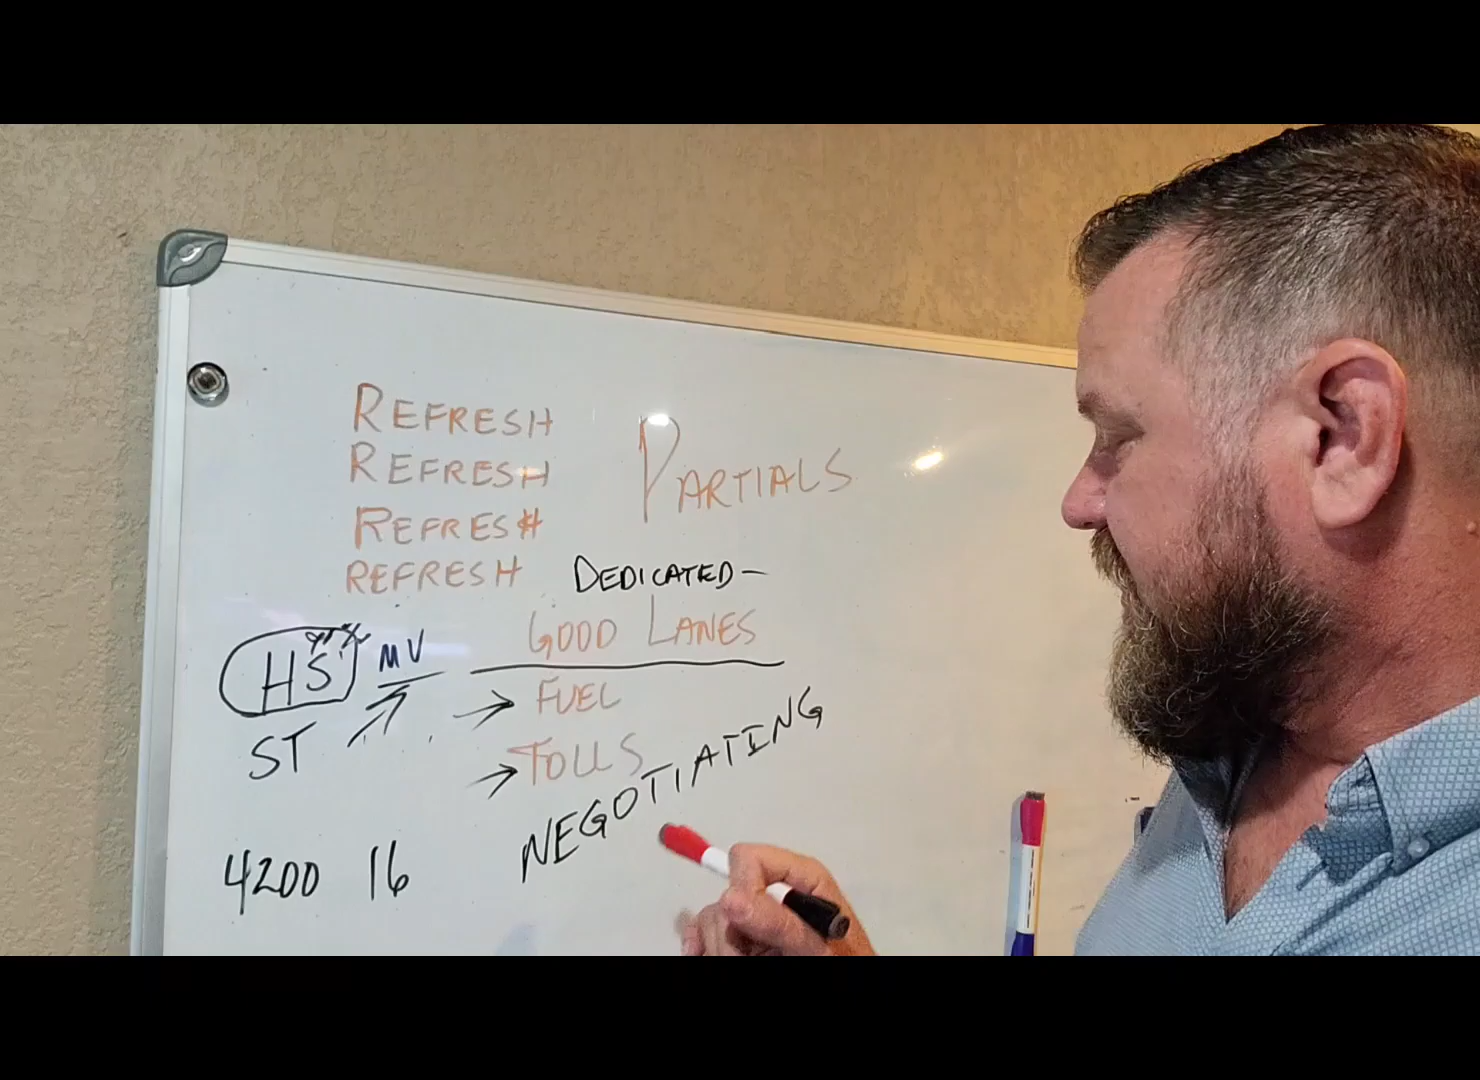 REFRESH
REFRESH
PARTIALS
REFRESH
REFRESH
DEDICATED-
GOOD LANES
HS
MV
FUEL
ST
TOLLS
NEGOTIATING
4200 16